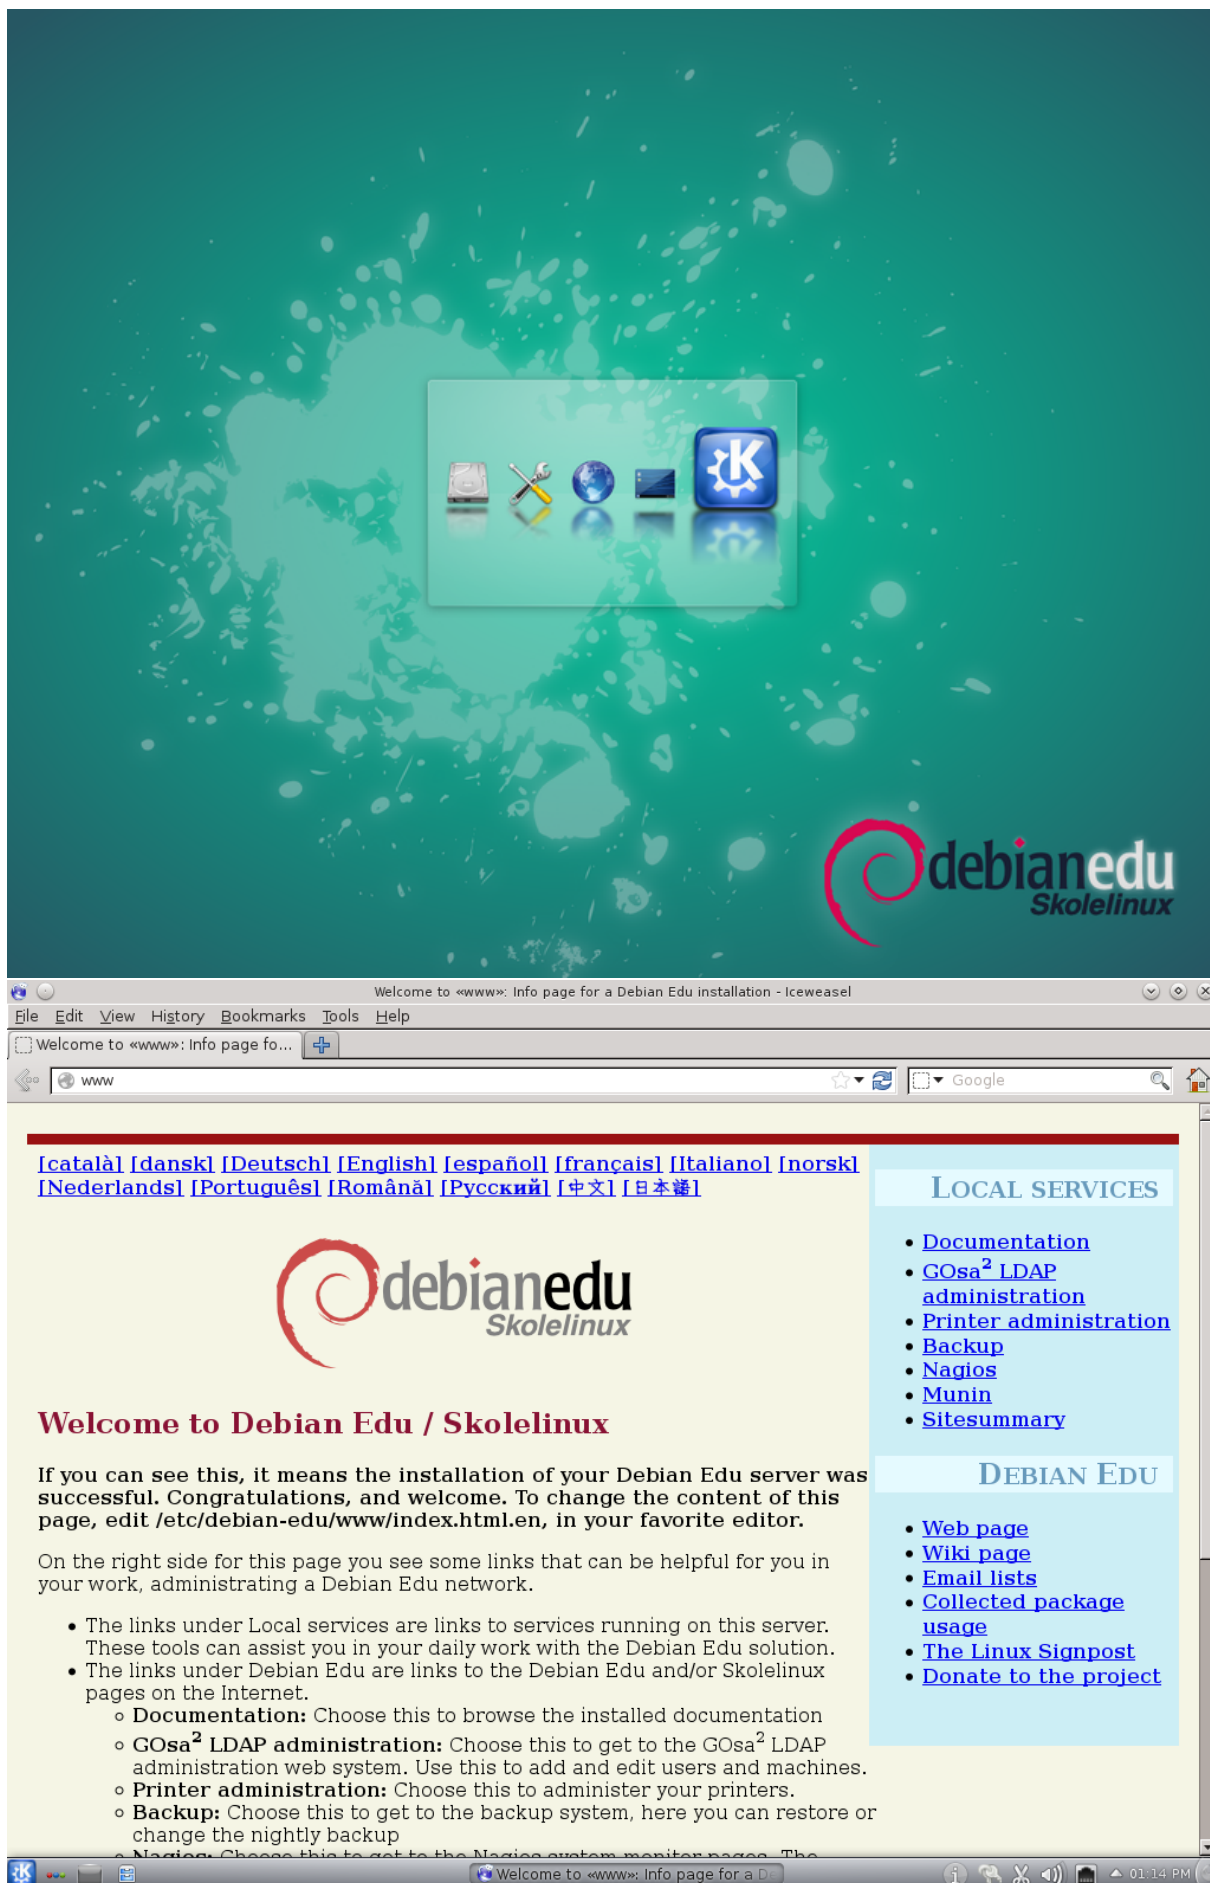 debianedu
Skolelinux
Welcome to «www»: Info page for a Debian Edu installation - Iceweasel
File Edit View History Bookmarks Tools Help
Welcome to «www»: Info page fo...
www
Google
[català] [dansk] [Deutsch] [English] [español] [français] [Italiano] [norsk]
[Nederlands] [Português] [Română] [Русский] [中文] [日本語]
debianedu
Skolelinux
Welcome to Debian Edu / Skolelinux
If you can see this, it means the installation of your Debian Edu server was
successful. Congratulations, and welcome. To change the content of this
page, edit /etc/debian-edu/www/index.html.en, in your favorite editor.
On the right side for this page you see some links that can be helpful for you in
your work, administrating a Debian Edu network.
• The links under Local services are links to services running on this server.
These tools can assist you in your daily work with the Debian Edu solution.
• The links under Debian Edu are links to the Debian Edu and/or Skolelinux
pages on the Internet.
◦ Documentation: Choose this to browse the installed documentation
◦ GOsa² LDAP administration: Choose this to get to the GOsa² LDAP
administration web system. Use this to add and edit users and machines.
◦ Printer administration: Choose this to administer your printers.
◦ Backup: Choose this to get to the backup system, here you can restore or
change the nightly backup
◦ Nagios: Choose this to get to the Nagios system monitor pages. The
LOCAL SERVICES
• Documentation
• GOsa² LDAP
administration
• Printer administration
• Backup
• Nagios
• Munin
• Sitesummary
DEBIAN EDU
• Web page
• Wiki page
• Email lists
• Collected package
usage
• The Linux Signpost
• Donate to the project
Welcome to «www»: Info page for a D
01:14 PM